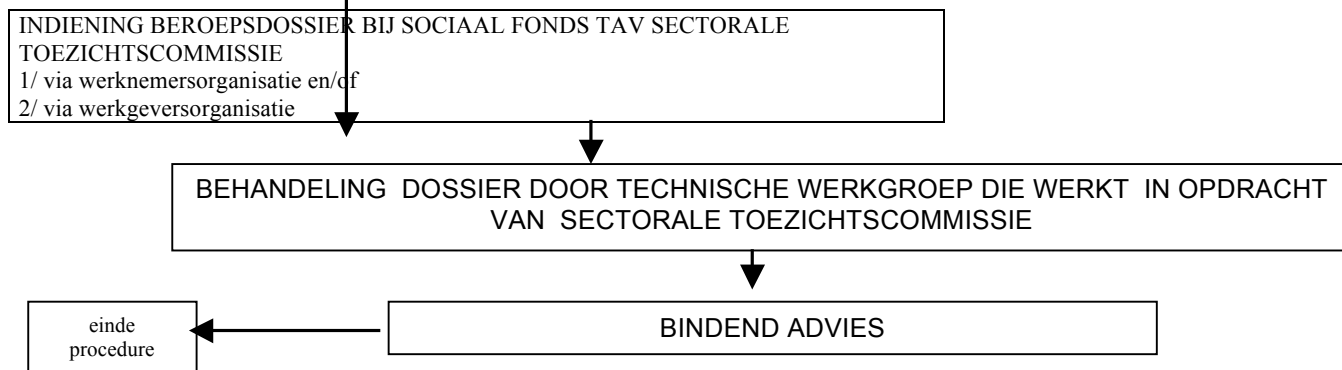 INDIENING BEROEPSDOSSIER BIJ SOCIAAL FONDS TAV SECTORALE
TOEZICHTSCOMMISSIE
1/ via werknemersorganisatie en/of
2/ via werkgeversorganisatie
BEHANDELING DOSSIER DOOR TECHNISCHE WERKGROEP DIE WERKT IN OPDRACHT
VAN SECTORALE TOEZICHTSCOMMISSIE
einde
procedure
BINDEND ADVIES